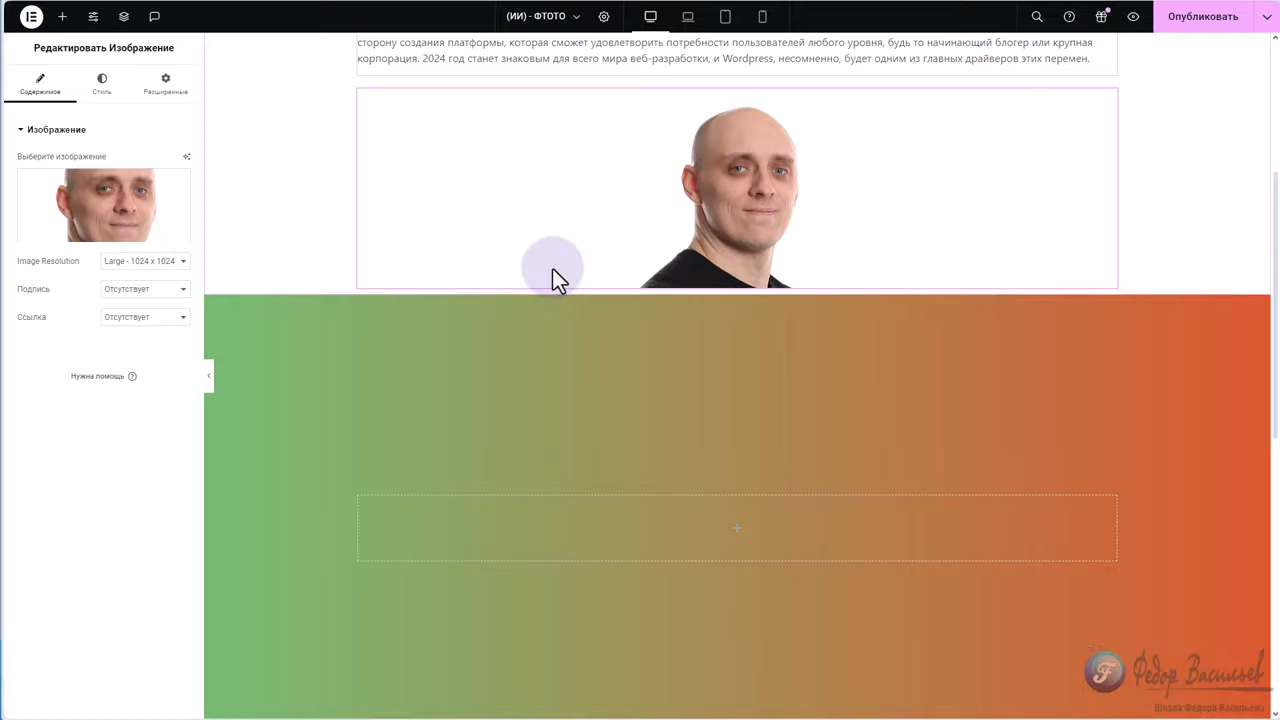 (ИИ) - ФТОТО
Опубликовать
Редактировать Изображение
Содержимое
Стиль
Расширенные
Изображение
Выберите изображение
Image Resolution
Large - 1024 x 1024
Подпись
Отсутствует
Ссылка
Отсутствует
Нужна помощь
сторону создания платформы, которая сможет удовлетворить потребности пользователей любого уровня, будь то начинающий блогер или крупная
корпорация. 2024 год станет знаковым для всего мира веб-разработки, и Wordpress, несомненно, будет одним из главных драйверов этих перемен.
Федор Васильев
Школа Федора Васильева